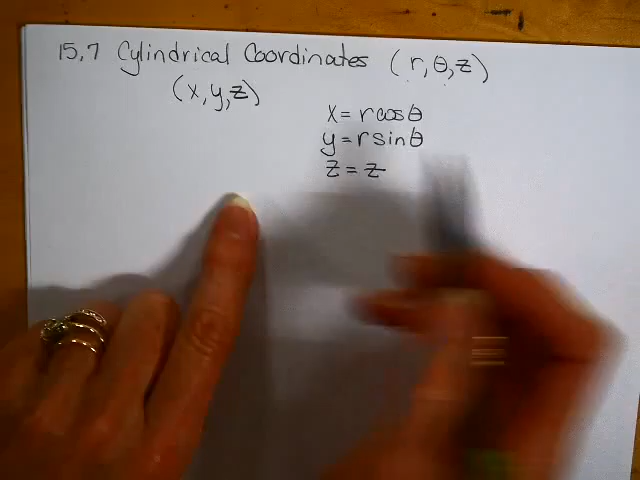 15.7 Cylindrical Coordinates (r, θ, z)
(x, y, z)
x = r cos θ
y = r sin θ
z = z